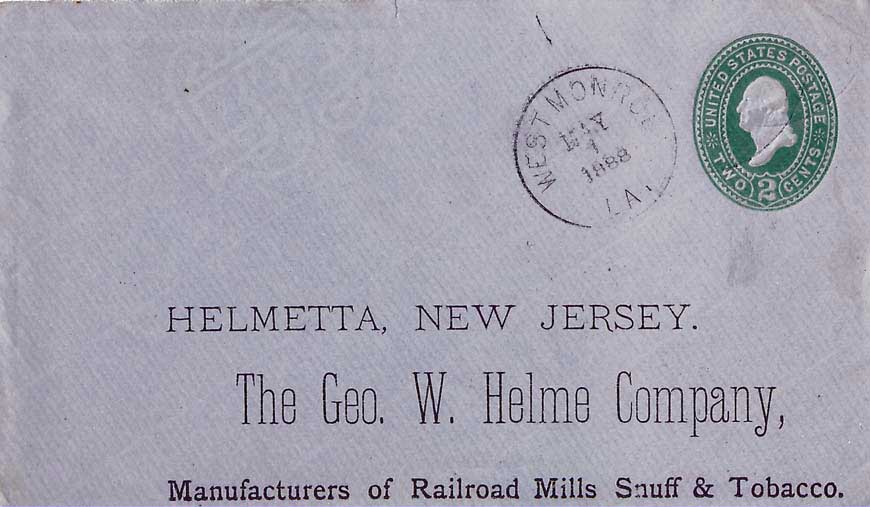 UNITED STATES POSTAGE
TWO 2 CENTS
WEST MONROE
MAY
1
1888
LA.
HELMETTA, NEW JERSEY.
The Geo. W. Helme Company,
Manufacturers of Railroad Mills Snuff & Tobacco.